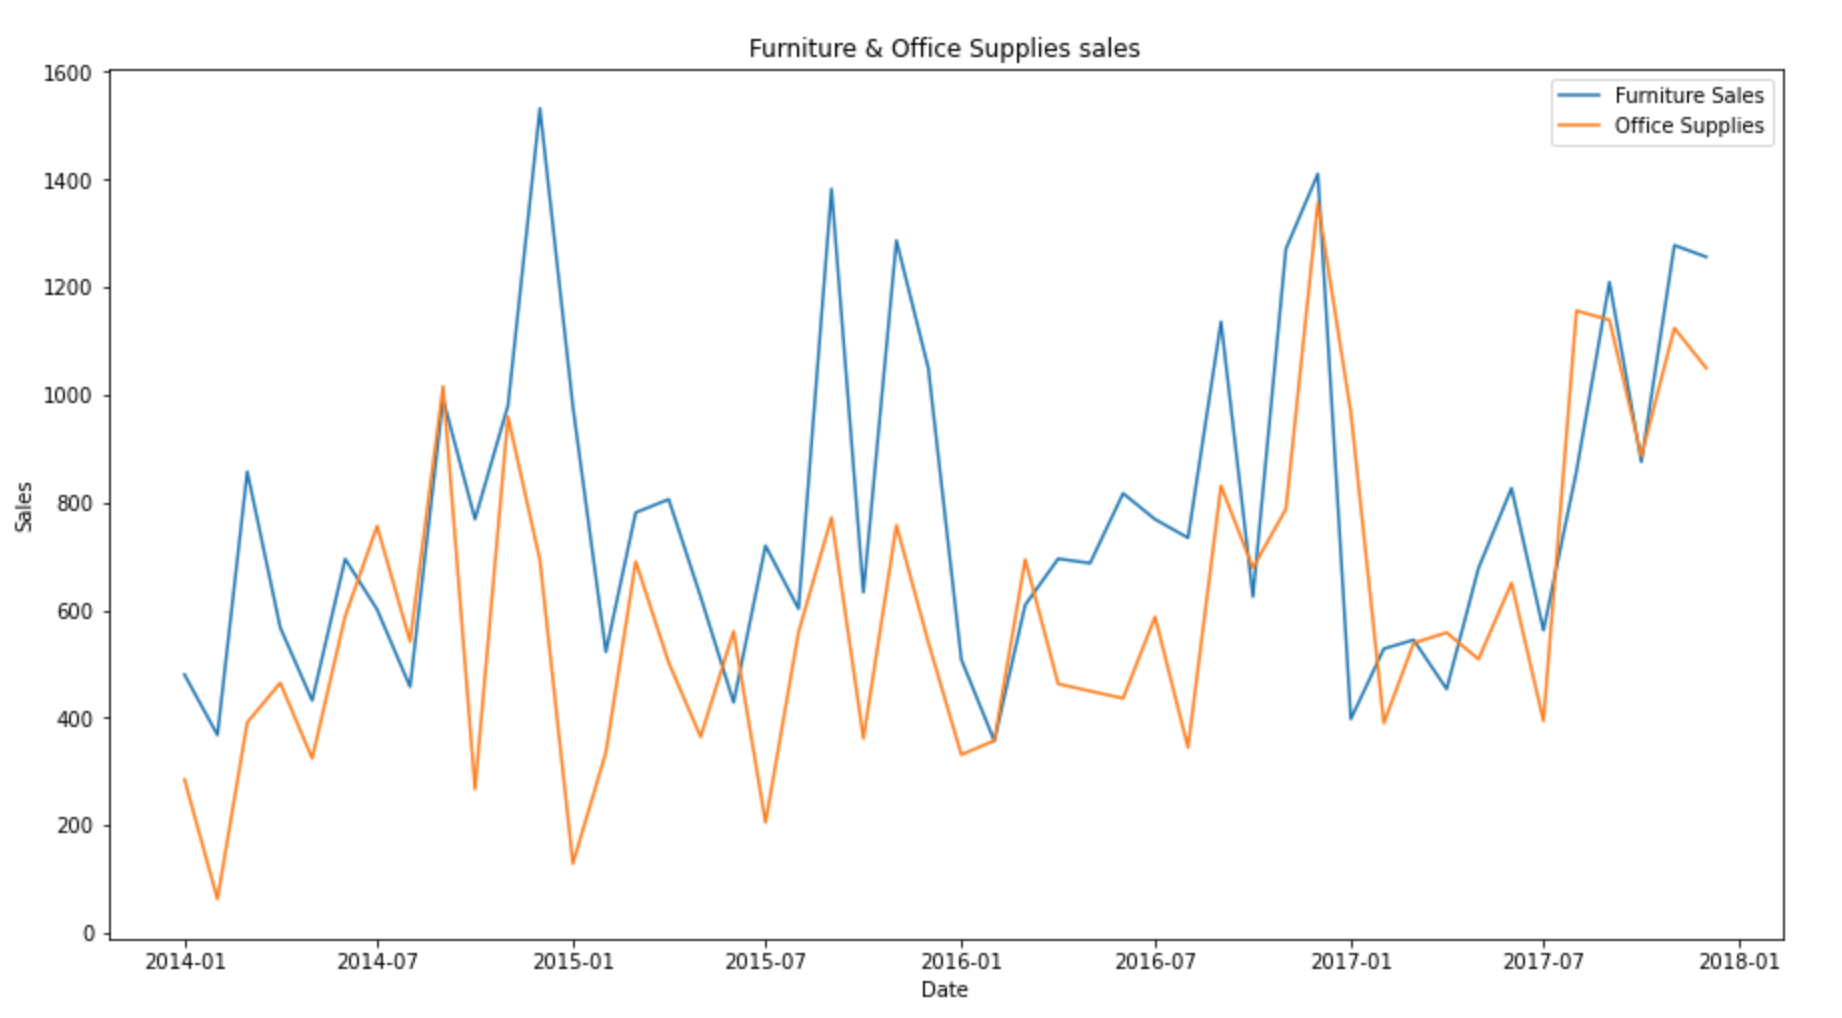 Furniture & Office Supplies sales
Furniture Sales
Office Supplies
1600
1400
1200
1000
800
600
400
200
0
Sales
2014-01 2014-07 2015-01 2015-07 2016-01 2016-07 2017-01 2017-07 2018-01
Date